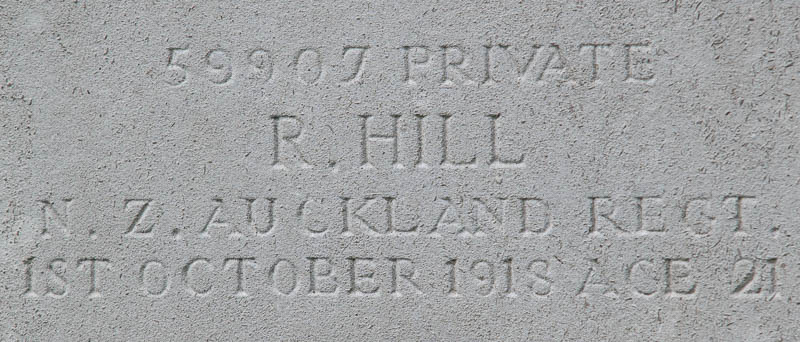 59907 PRIVATE
R. HILL
N. Z. AUCKLAND REGT.
1ST OCTOBER 1918 AGE 21